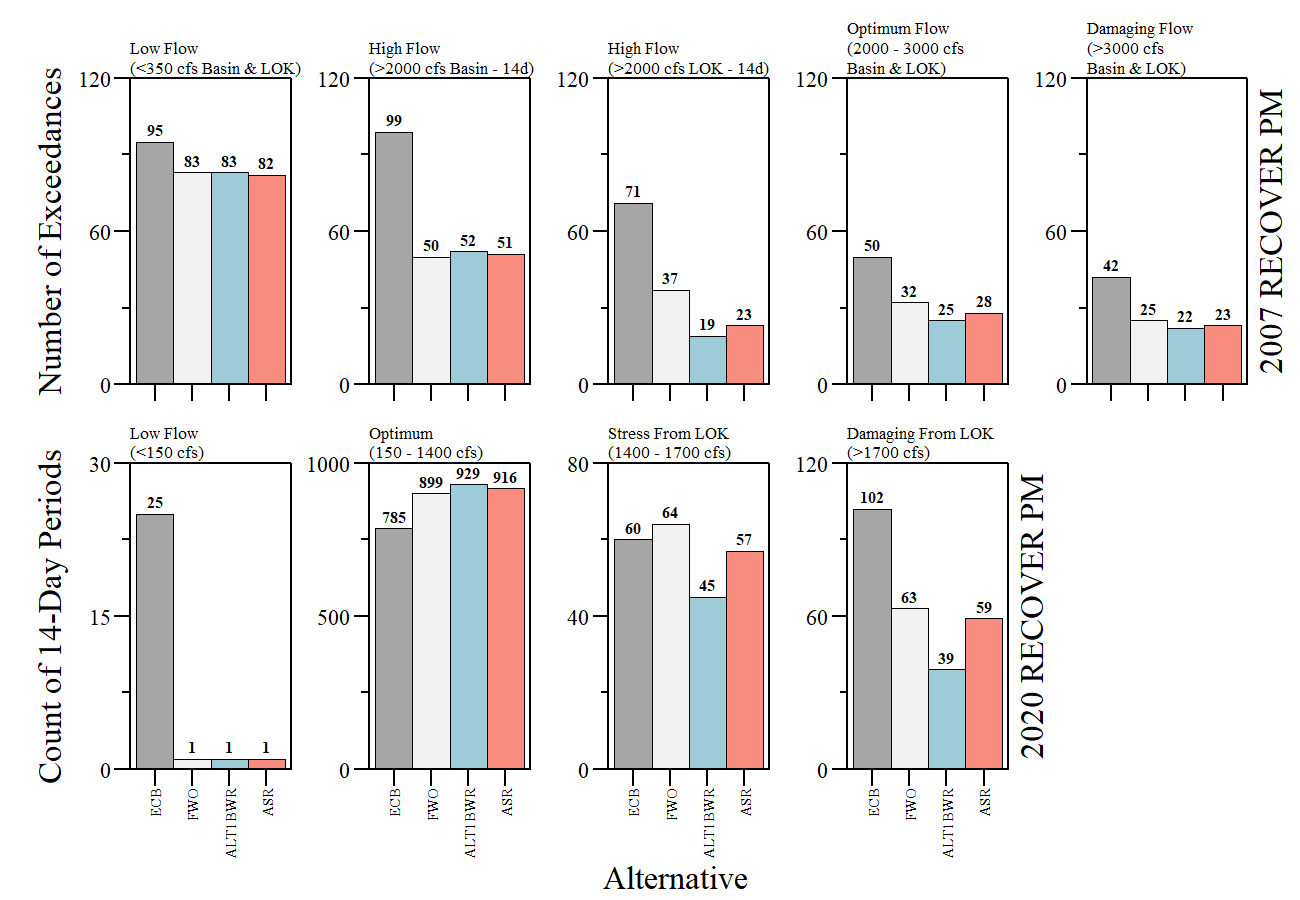 Low Flow
(<350 cfs Basin & LOK)
High Flow
(>2000 cfs Basin - 14d)
High Flow
(>2000 cfs LOK - 14d)
Optimum Flow
(2000 - 3000 cfs
Basin & LOK)
Damaging Flow
(>3000 cfs
Basin & LOK)
Number of Exceedances
120
60
0
95
83
83
82
120
60
0
99
50
52
51
120
60
0
71
37
19
23
120
60
0
50
32
25
28
120
60
0
42
25
22
23
2007 RECOVER PM
Low Flow
(<150 cfs)
Optimum
(150 - 1400 cfs)
Stress From LOK
(1400 - 1700 cfs)
Damaging From LOK
(>1700 cfs)
Count of 14-Day Periods
30
15
0
25
1
1
1
1000
500
0
785
899
929
916
80
40
0
60
64
45
57
120
60
0
102
63
39
59
2020 RECOVER PM
ECB
FWO
ALT1BWR
ASR
ECB
FWO
ALT1BWR
ASR
ECB
FWO
ALT1BWR
ASR
ECB
FWO
ALT1BWR
ASR
Alternative